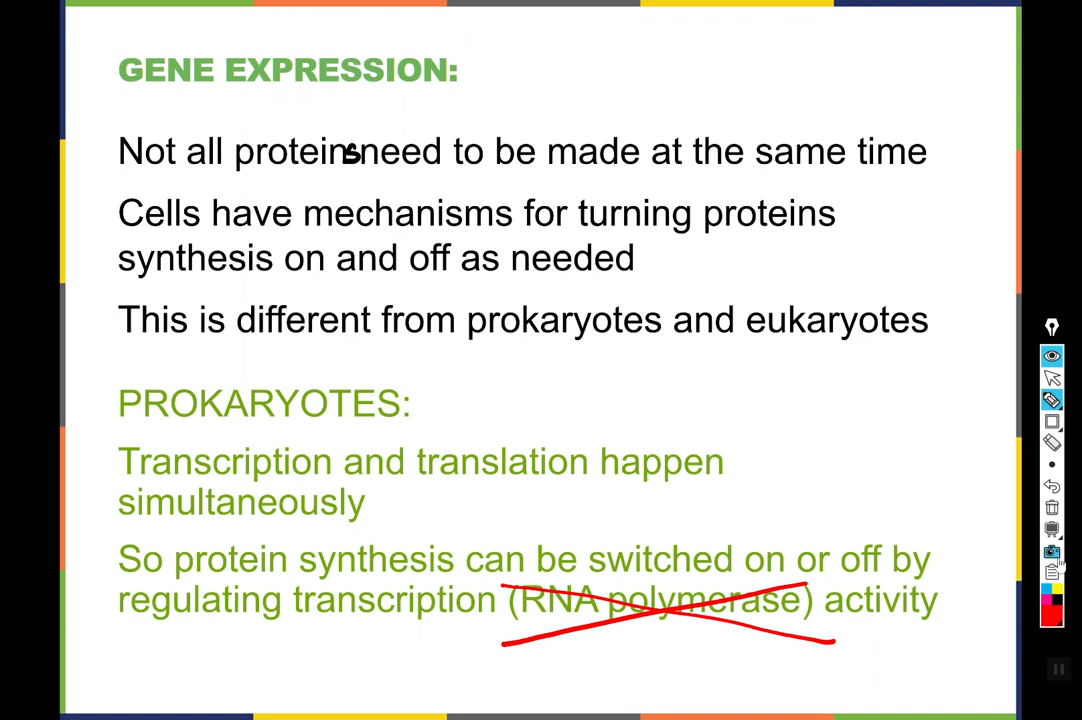 GENE EXPRESSION:
Not all proteins need to be made at the same time
Cells have mechanisms for turning proteins
synthesis on and off as needed
This is different from prokaryotes and eukaryotes
PROKARYOTES:
Transcription and translation happen
simultaneously
So protein synthesis can be switched on or off by
regulating transcription (RNA polymerase) activity